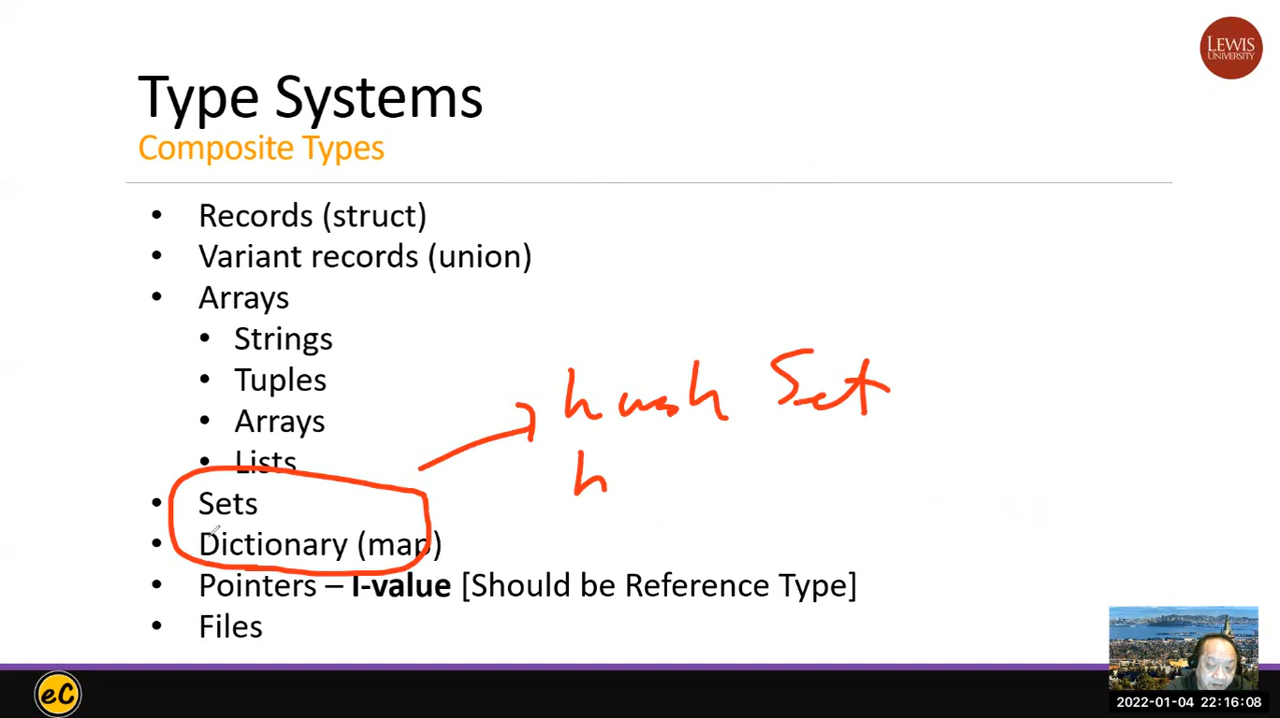 LEWIS
UNIVERSITY
Type Systems
Composite Types
• Records (struct)
• Variant records (union)
• Arrays
• Strings
• Tuples
• Arrays
• Lists
hash Set
h
• Sets
• Dictionary (map)
• Pointers – l-value [Should be Reference Type]
• Files
eC
2022-01-04 22:16:08